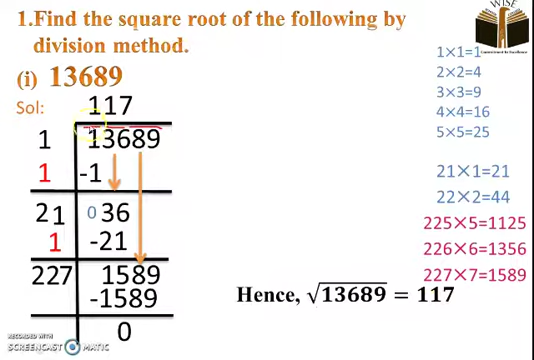 WISE
Commitment to Excellence
1.Find the square root of the following by
division method.
(i) 13689
Sol:
117
1 13689
1 -1
21 036
1 -21
227 1589
-1589
0
1×1=1
2×2=4
3×3=9
4×4=16
5×5=25
21×1=21
22×2=44
225×5=1125
226×6=1356
227×7=1589
Hence, √13689 = 117
RECORDED WITH
SCREENCAST MATIC